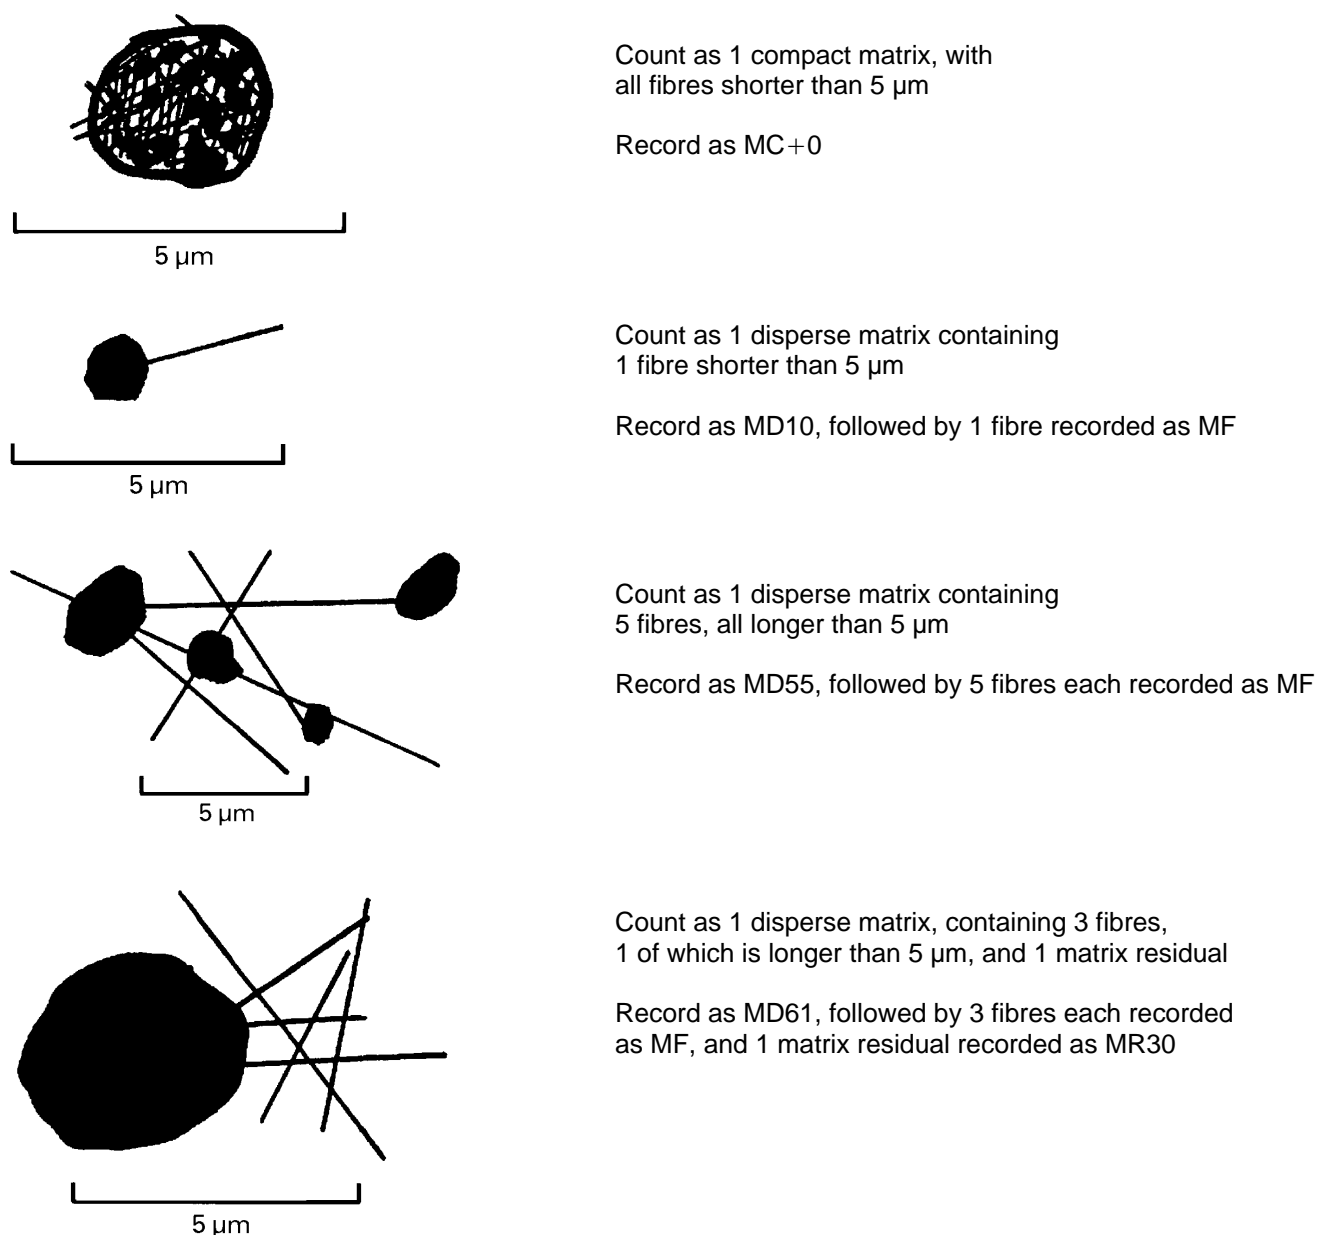 Count as 1 compact matrix, with
all fibres shorter than 5 µm
Record as MC+0
5 µm
Count as 1 disperse matrix containing
1 fibre shorter than 5 µm
Record as MD10, followed by 1 fibre recorded as MF
5 µm
Count as 1 disperse matrix containing
5 fibres, all longer than 5 µm
Record as MD55, followed by 5 fibres each recorded as MF
5 µm
Count as 1 disperse matrix, containing 3 fibres,
1 of which is longer than 5 µm, and 1 matrix residual
Record as MD61, followed by 3 fibres each recorded
as MF, and 1 matrix residual recorded as MR30
5 µm